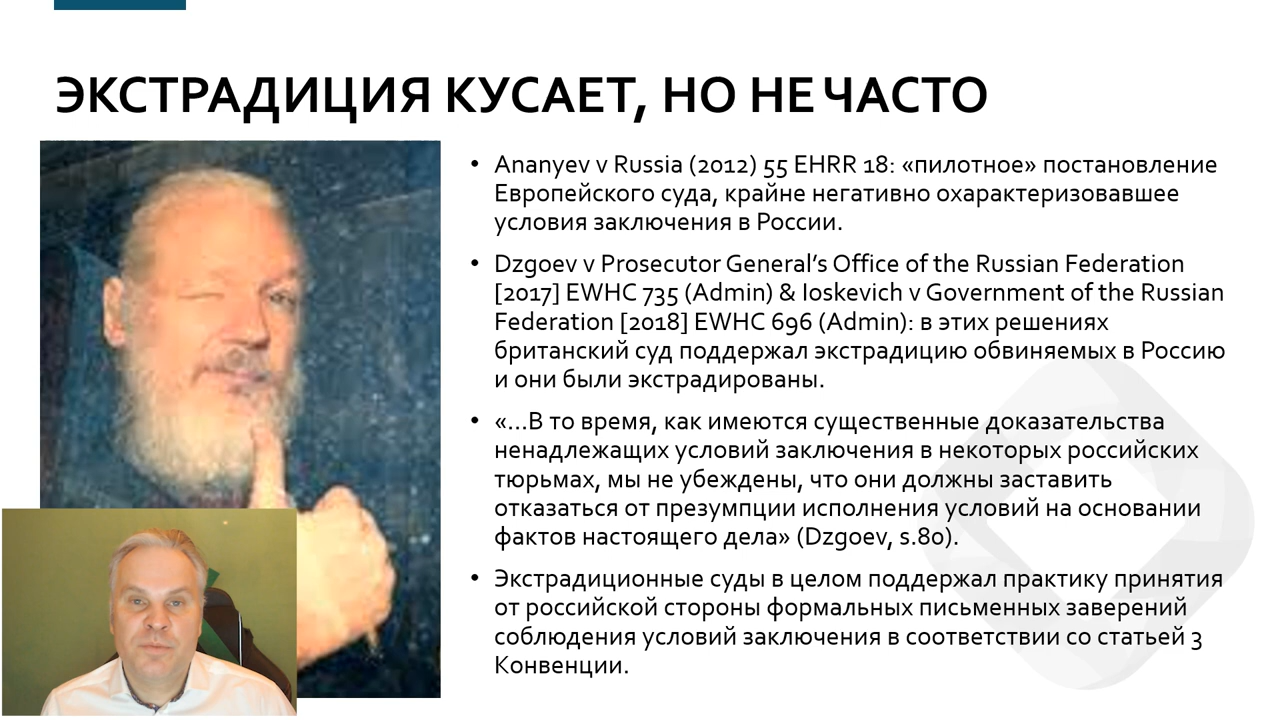 ЭКСТРАДИЦИЯ КУСАЕТ, НО НЕ ЧАСТО
• Ananyev v Russia (2012) 55 EHRR 18: «пилотное» постановление
Европейского суда, крайне негативно охарактеризовавшее
условия заключения в России.
• Dzgoev v Prosecutor General’s Office of the Russian Federation
[2017] EWHC 735 (Admin) & Ioskevich v Government of the Russian
Federation [2018] EWHC 696 (Admin): в этих решениях
британский суд поддержал экстрадицию обвиняемых в Россию
и они были экстрадированы.
• «…В то время, как имеются существенные доказательства
ненадлежащих условий заключения в некоторых российских
тюрьмах, мы не убеждены, что они должны заставить
отказаться от презумпции исполнения условий на основании
фактов настоящего дела» (Dzgoev, s.80).
• Экстрадиционные суды в целом поддержал практику принятия
от российской стороны формальных письменных заверений
соблюдения условий заключения в соответствии со статьей 3
Конвенции.